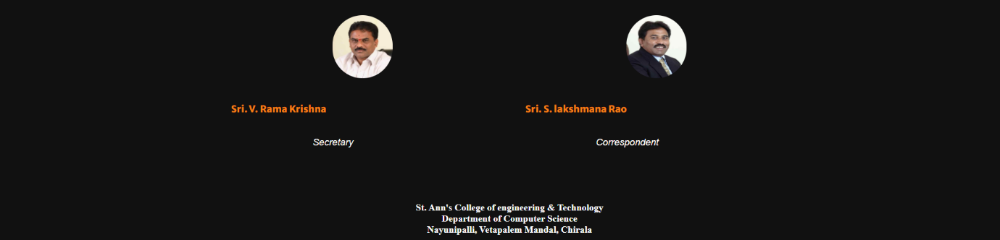 Sri. V. Rama Krishna
Sri. S. lakshmana Rao
Secretary
Correspondent
St. Ann's College of engineering & Technology
Department of Computer Science
Nayunipalli, Vetapalem Mandal, Chirala